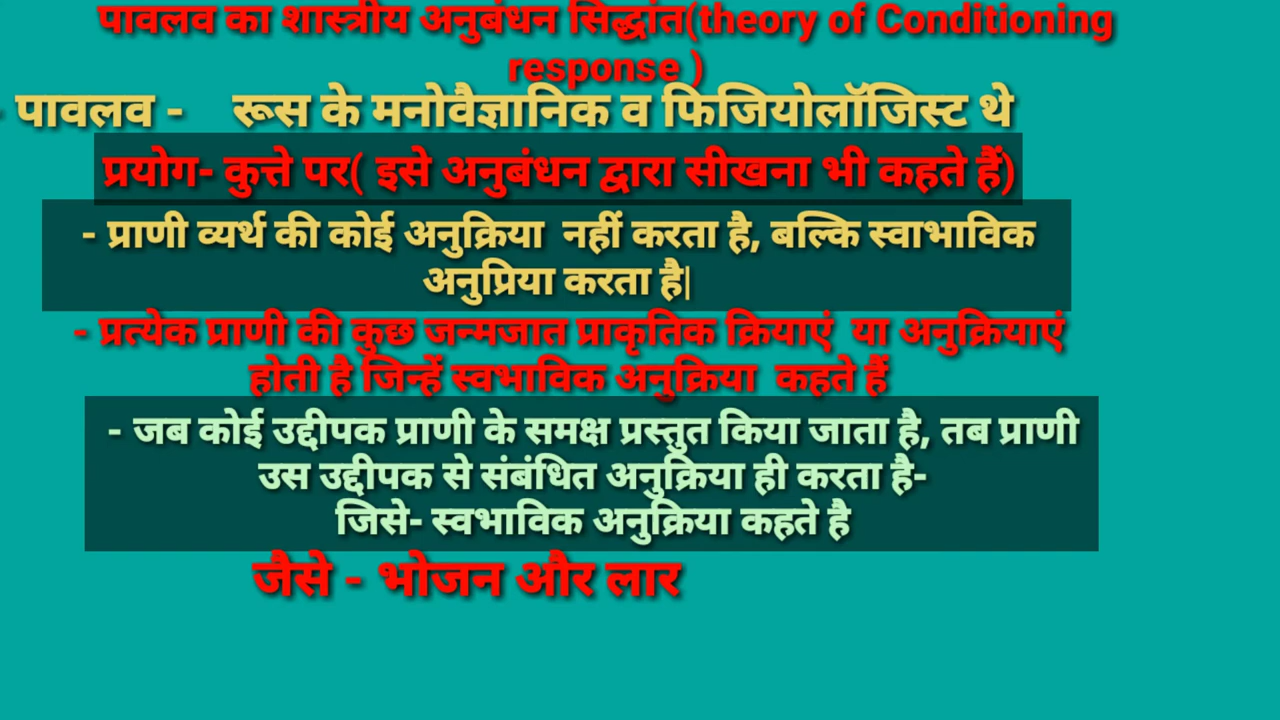 पावलव का शास्त्रीय अनुबंधन सिद्धांत(theory of Conditioning
response )
- पावलव - रूस के मनोवैज्ञानिक व फिजियोलॉजिस्ट थे
प्रयोग- कुत्ते पर( इसे अनुबंधन द्वारा सीखना भी कहते हैं)
- प्राणी व्यर्थ की कोई अनुक्रिया नहीं करता है, बल्कि स्वाभाविक
अनुप्रिया करता है|
- प्रत्येक प्राणी की कुछ जन्मजात प्राकृतिक क्रियाएं या अनुक्रियाएं
होती है जिन्हें स्वभाविक अनुक्रिया कहते हैं
- जब कोई उद्दीपक प्राणी के समक्ष प्रस्तुत किया जाता है, तब प्राणी
उस उद्दीपक से संबंधित अनुक्रिया ही करता है-
जिसे- स्वभाविक अनुक्रिया कहते है
जैसे - भोजन और लार